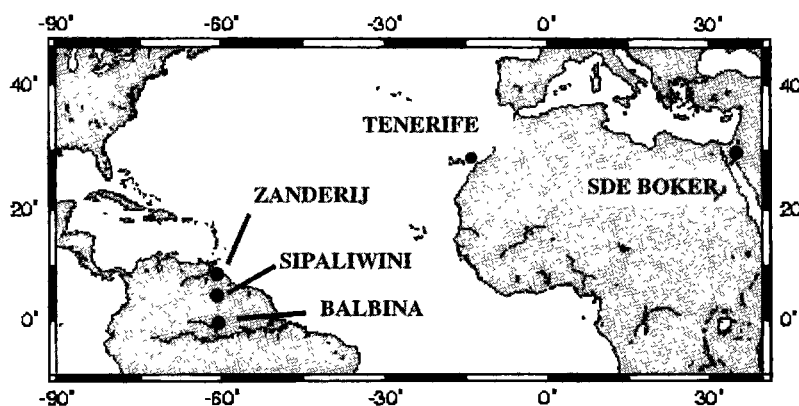 -90° -60° -30° 0° 30°
40° 40°
TENERIFE
SDE BOKER
ZANDERIJ
20° 20°
SIPALIWINI
BALBINA
0° 0°
-90° -60° -30° 0° 30°